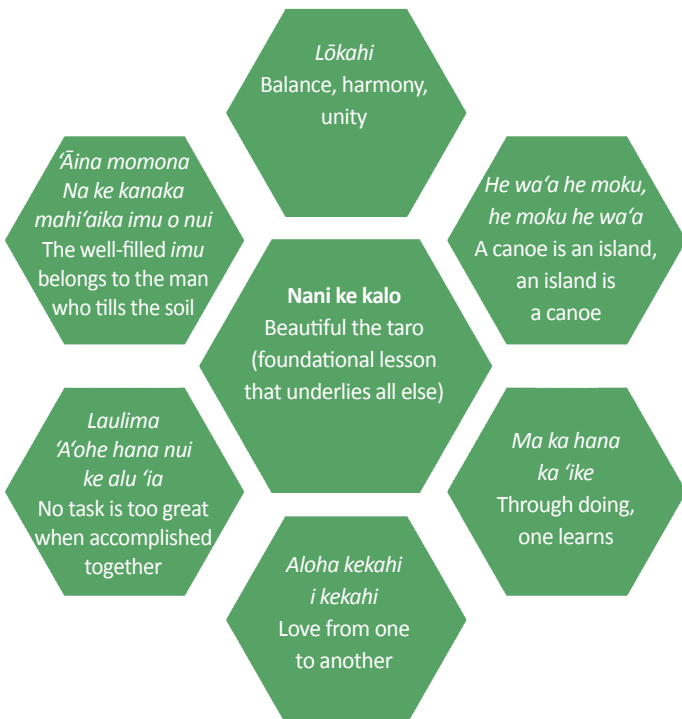 Lōkahi
Balance, harmony,
unity
ʻĀina momona
Na ke kanaka
mahiʻaika imu o nui
The well-filled imu
belongs to the man
who tills the soil
He waʻa he moku,
he moku he waʻa
A canoe is an island,
an island is
a canoe
Nani ke kalo
Beautiful the taro
(foundational lesson
that underlies all else)
Laulima
ʻAʻohe hana nui
ke alu ʻia
No task is too great
when accomplished
together
Ma ka hana
ka ʻike
Through doing,
one learns
Aloha kekahi
i kekahi
Love from one
to another